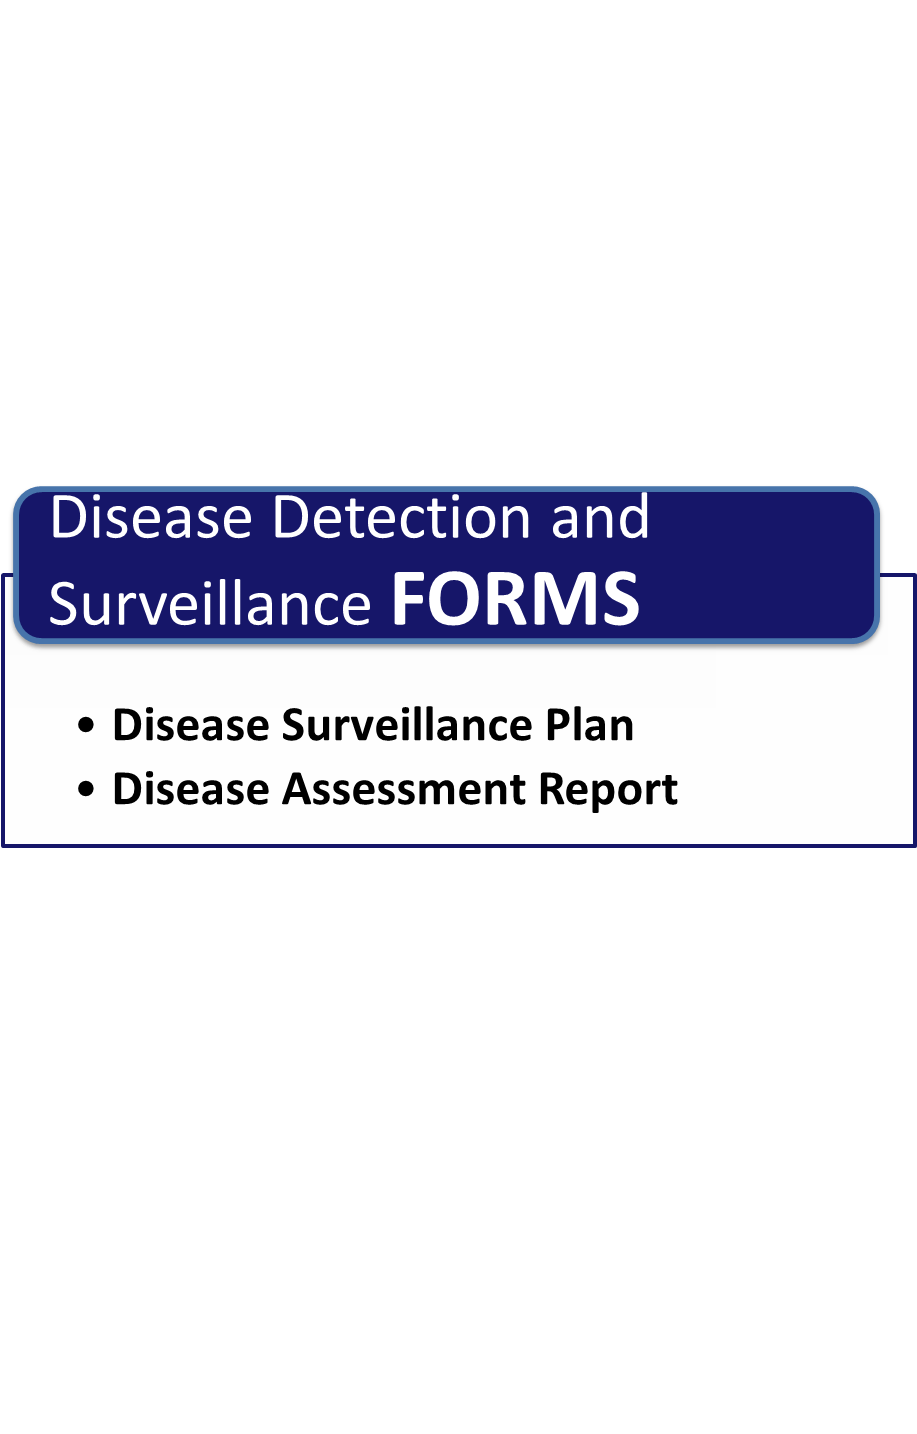 Disease Detection and
Surveillance FORMS
• Disease Surveillance Plan
• Disease Assessment Report